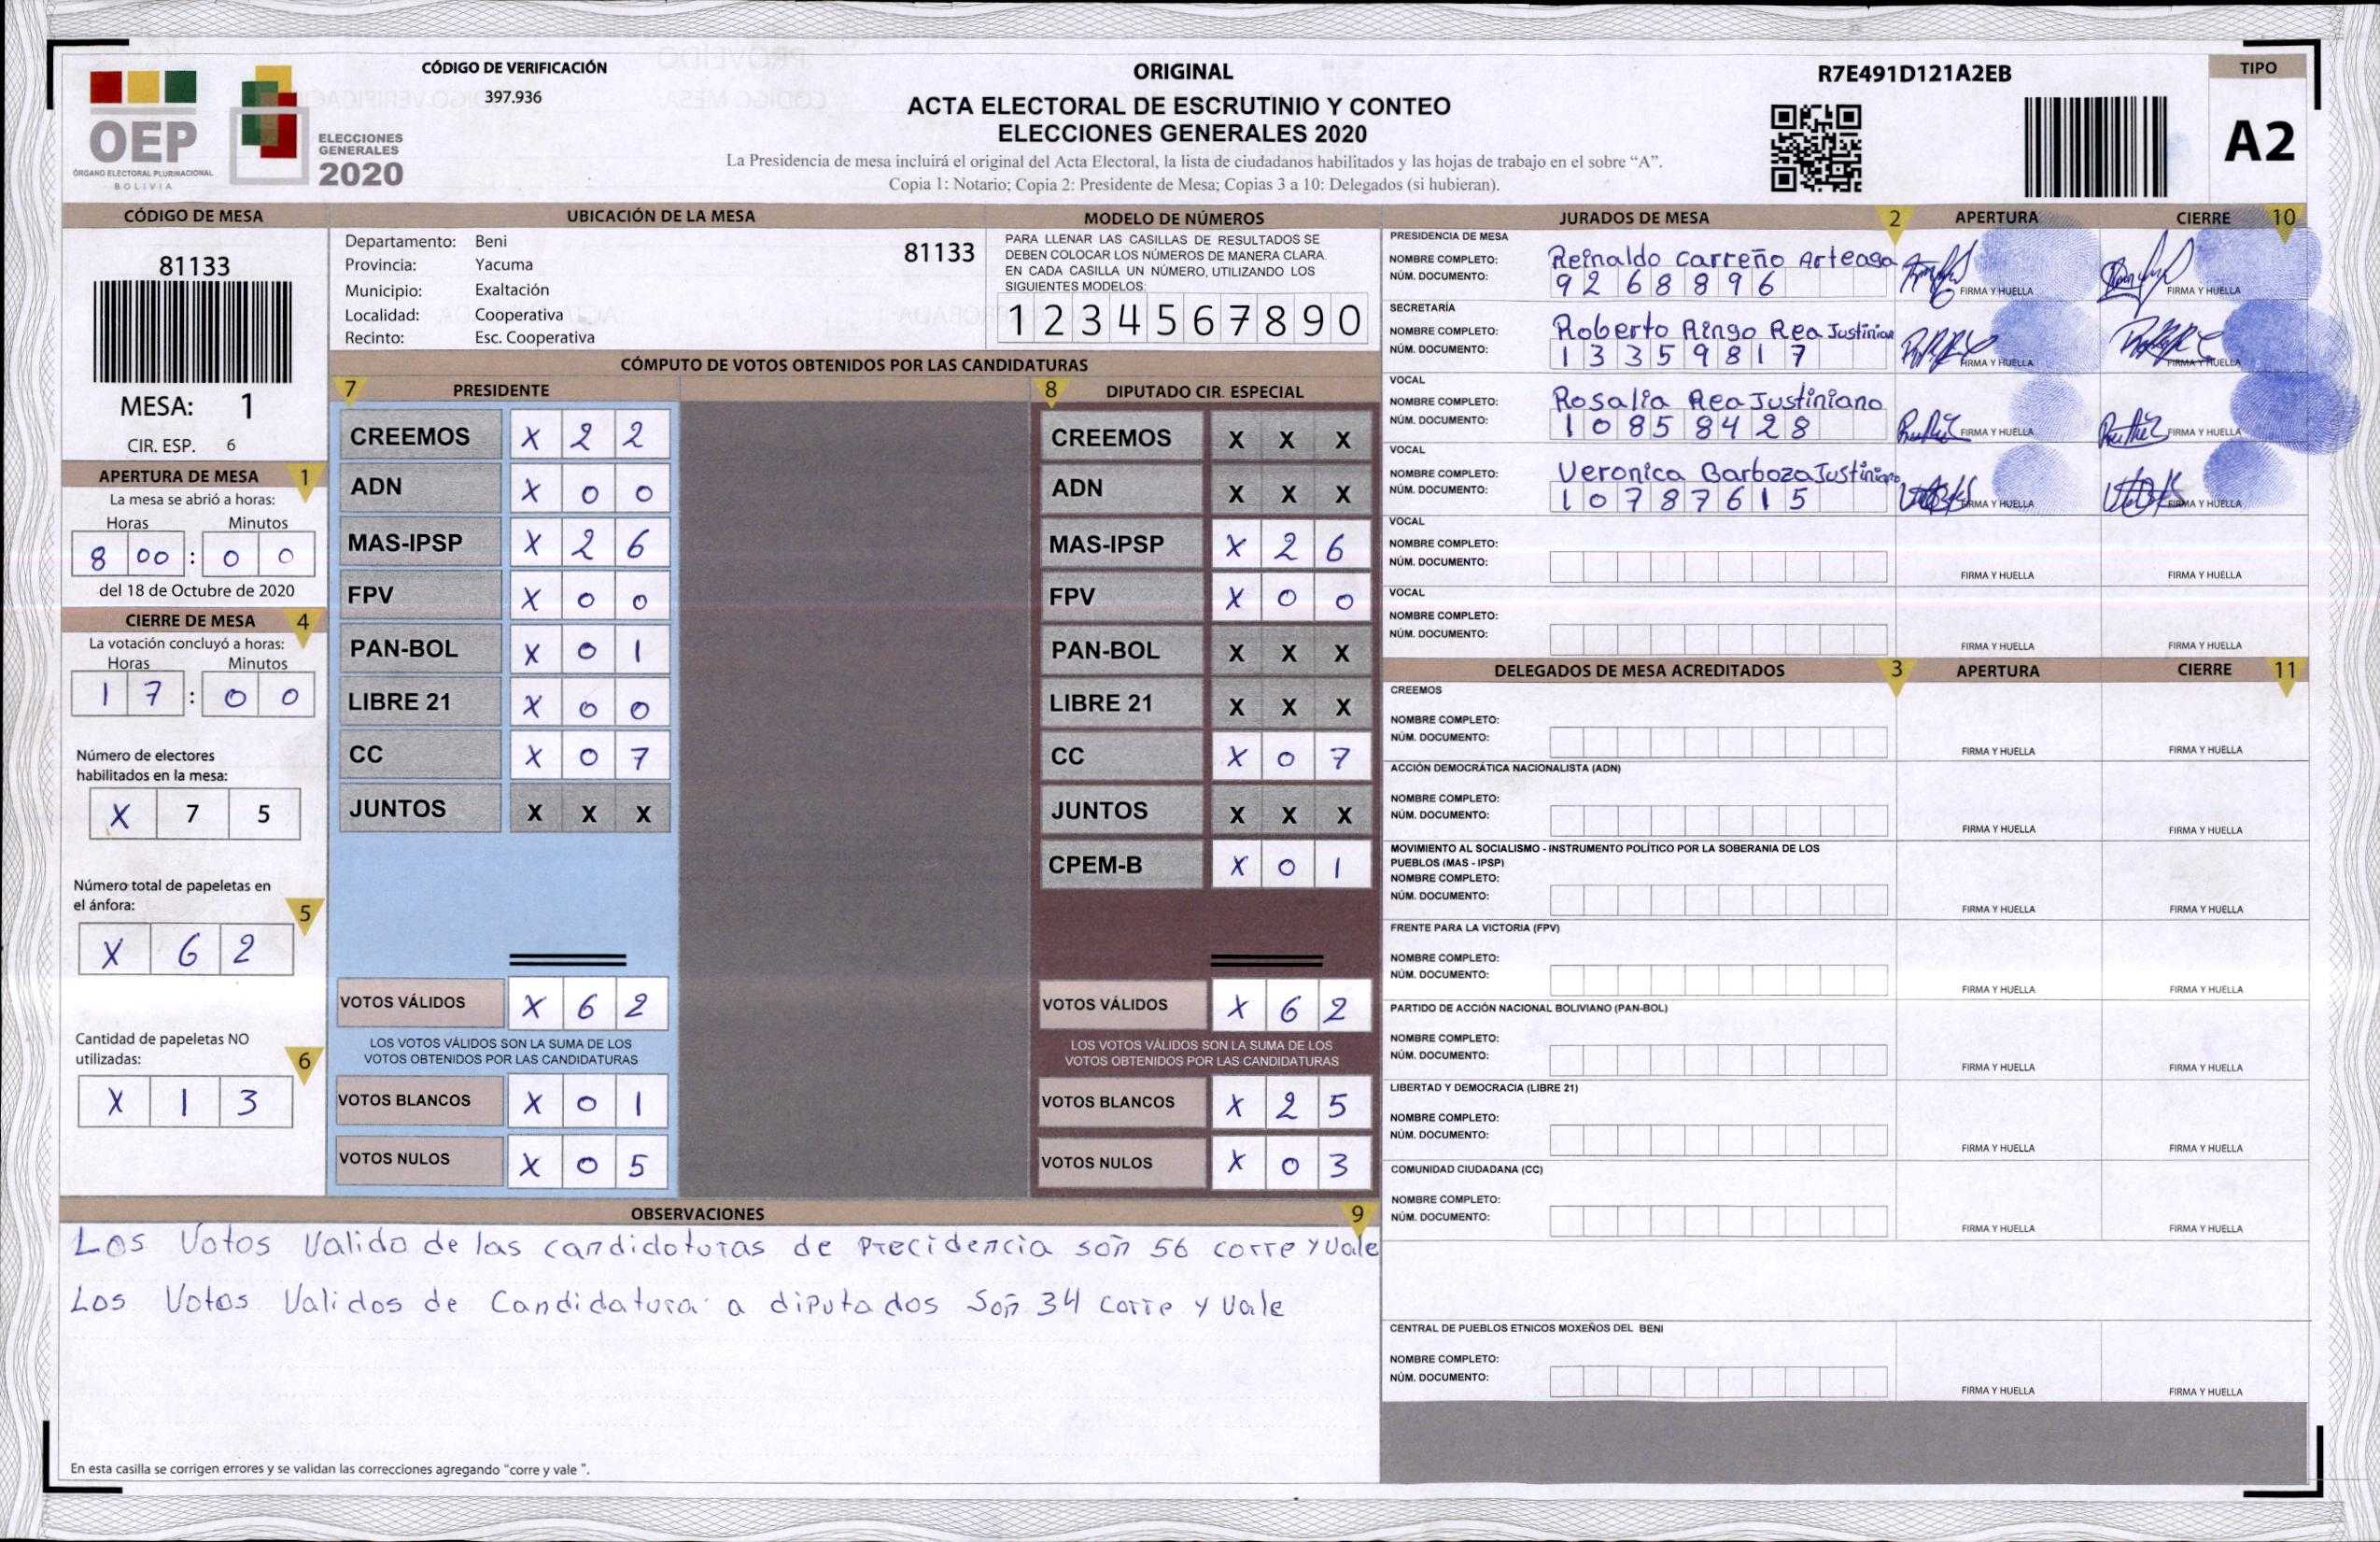 CÓDIGO DE VERIFICACIÓN
397.936
OEP
ÓRGANO ELECTORAL PLURINACIONAL
BOLIVIA
ELECCIONES
GENERALES
2020
ORIGINAL
ACTA ELECTORAL DE ESCRUTINIO Y CONTEO
ELECCIONES GENERALES 2020
La Presidencia de mesa incluirá el original del Acta Electoral, la lista de ciudadanos habilitados y las hojas de trabajo en el sobre “A”.
Copia 1: Notario; Copia 2: Presidente de Mesa; Copias 3 a 10: Delegados (si hubieran).
R7E491D121A2EB
TIPO
A2
CÓDIGO DE MESA
81133
MESA: 1
CIR. ESP. 6
APERTURA DE MESA 1
La mesa se abrió a horas:
Horas Minutos
8 00 : 0 0
del 18 de Octubre de 2020
CIERRE DE MESA 4
La votación concluyó a horas:
Horas Minutos
1 7 : 0 0
Número de electores
habilitados en la mesa:
X 7 5
Número total de papeletas en
el ánfora:
5
X 6 2
Cantidad de papeletas NO
utilizadas:
6
X 1 3
UBICACIÓN DE LA MESA
Departamento: Beni
81133
Provincia: Yacuma
Municipio: Exaltación
Localidad: Cooperativa
Recinto: Esc. Cooperativa
MODELO DE NÚMEROS
PARA LLENAR LAS CASILLAS DE RESULTADOS SE
DEBEN COLOCAR LOS NÚMEROS DE MANERA CLARA.
EN CADA CASILLA UN NÚMERO, UTILIZANDO LOS
SIGUIENTES MODELOS:
1 2 3 4 5 6 7 8 9 0
CÓMPUTO DE VOTOS OBTENIDOS POR LAS CANDIDATURAS
7 PRESIDENTE
CREEMOS X 2 2
ADN X 0 0
MAS-IPSP X 2 6
FPV X 0 0
PAN-BOL X 0 1
LIBRE 21 X 0 0
CC X 0 7
JUNTOS X X X
VOTOS VÁLIDOS X 6 2
LOS VOTOS VÁLIDOS SON LA SUMA DE LOS
VOTOS OBTENIDOS POR LAS CANDIDATURAS
VOTOS BLANCOS X 0 1
VOTOS NULOS X 0 5
8 DIPUTADO CIR. ESPECIAL
CREEMOS X X X
ADN X X X
MAS-IPSP X 2 6
FPV X 0 0
PAN-BOL X X X
LIBRE 21 X X X
CC X 0 7
JUNTOS X X X
CPEM-B X 0 1
VOTOS VÁLIDOS X 6 2
LOS VOTOS VÁLIDOS SON LA SUMA DE LOS
VOTOS OBTENIDOS POR LAS CANDIDATURAS
VOTOS BLANCOS X 2 5
VOTOS NULOS X 0 3
OBSERVACIONES 9
Los Votos Valido de las candidaturas de Precidencia son 56 corre y Vale
Los Votos Validos de Candidatura a diputados Son 34 corre y Vale
En esta casilla se corrigen errores y se validan las correcciones agregando “corre y vale ”.
JURADOS DE MESA 2 APERTURA CIERRE 10
PRESIDENCIA DE MESA
NOMBRE COMPLETO: Reinaldo Carreño Arteaga
NÚM. DOCUMENTO: 9 2 6 8 8 9 6
FIRMA Y HUELLA FIRMA Y HUELLA
SECRETARÍA
NOMBRE COMPLETO: Roberto Ringo Rea Justinian
NÚM. DOCUMENTO: 1 3 3 5 9 8 1 7
FIRMA Y HUELLA FIRMA Y HUELLA
VOCAL
NOMBRE COMPLETO: Rosalia Rea Justiniano
NÚM. DOCUMENTO: 1 0 8 5 8 4 2 8
FIRMA Y HUELLA FIRMA Y HUELLA
VOCAL
NOMBRE COMPLETO: Veronica Barboza Justiniano
NÚM. DOCUMENTO: 1 0 7 8 7 6 1 5
FIRMA Y HUELLA FIRMA Y HUELLA
VOCAL
NOMBRE COMPLETO:
NÚM. DOCUMENTO:
FIRMA Y HUELLA FIRMA Y HUELLA
VOCAL
NOMBRE COMPLETO:
NÚM. DOCUMENTO:
FIRMA Y HUELLA FIRMA Y HUELLA
DELEGADOS DE MESA ACREDITADOS 3 APERTURA CIERRE 11
CREEMOS
NOMBRE COMPLETO:
NÚM. DOCUMENTO:
FIRMA Y HUELLA FIRMA Y HUELLA
ACCIÓN DEMOCRÁTICA NACIONALISTA (ADN)
NOMBRE COMPLETO:
NÚM. DOCUMENTO:
FIRMA Y HUELLA FIRMA Y HUELLA
MOVIMIENTO AL SOCIALISMO - INSTRUMENTO POLÍTICO POR LA SOBERANIA DE LOS
PUEBLOS (MAS - IPSP)
NOMBRE COMPLETO:
NÚM. DOCUMENTO:
FIRMA Y HUELLA FIRMA Y HUELLA
FRENTE PARA LA VICTORIA (FPV)
NOMBRE COMPLETO:
NÚM. DOCUMENTO:
FIRMA Y HUELLA FIRMA Y HUELLA
PARTIDO DE ACCIÓN NACIONAL BOLIVIANO (PAN-BOL)
NOMBRE COMPLETO:
NÚM. DOCUMENTO:
FIRMA Y HUELLA FIRMA Y HUELLA
LIBERTAD Y DEMOCRACIA (LIBRE 21)
NOMBRE COMPLETO:
NÚM. DOCUMENTO:
FIRMA Y HUELLA FIRMA Y HUELLA
COMUNIDAD CIUDADANA (CC)
NOMBRE COMPLETO:
NÚM. DOCUMENTO:
FIRMA Y HUELLA FIRMA Y HUELLA
CENTRAL DE PUEBLOS ETNICOS MOXEÑOS DEL BENI
NOMBRE COMPLETO:
NÚM. DOCUMENTO:
FIRMA Y HUELLA FIRMA Y HUELLA